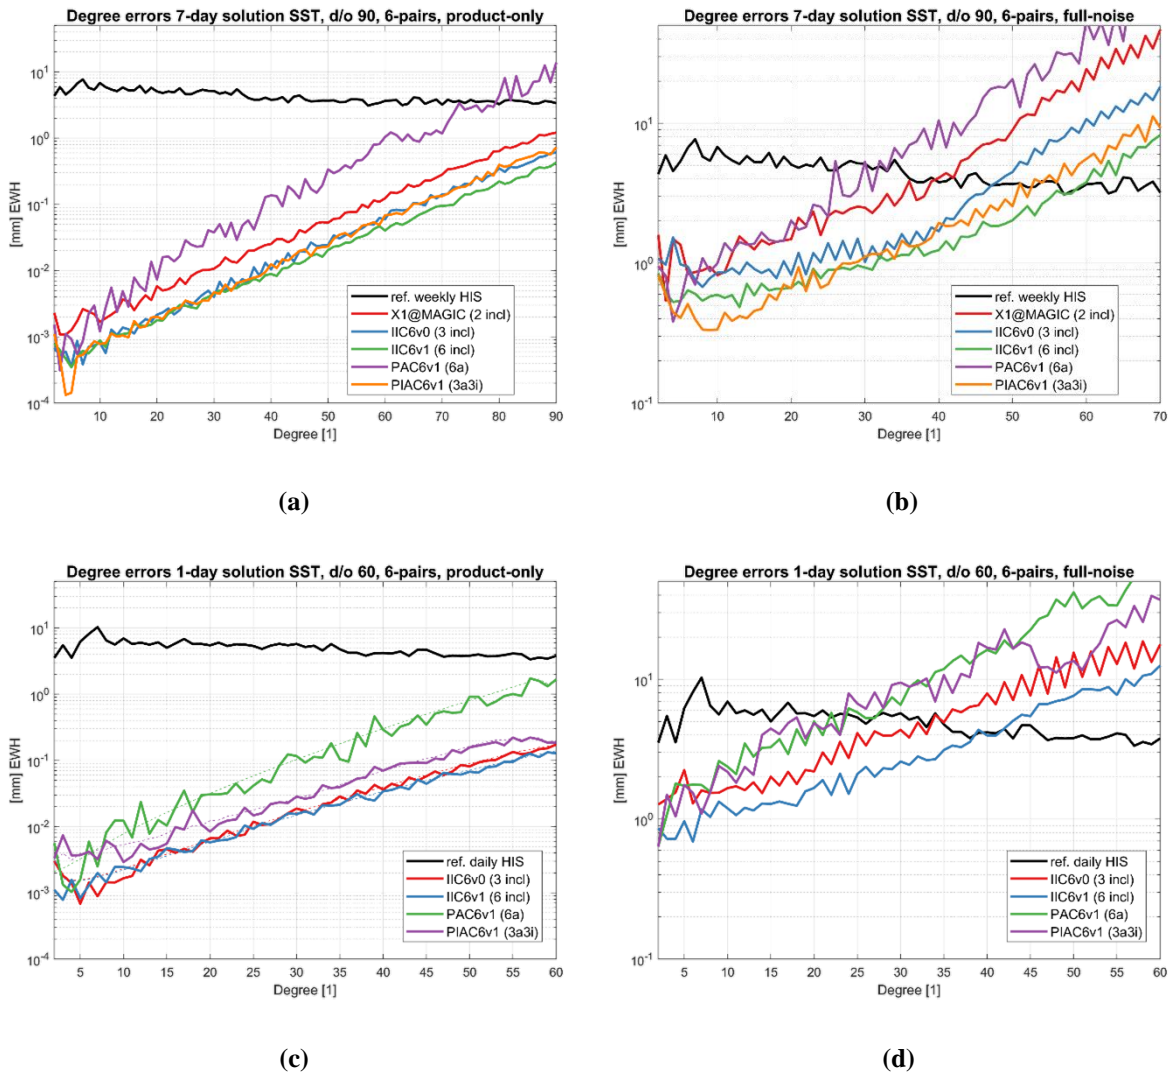 Degree errors 7-day solution SST, d/o 90, 6-pairs, product-only
10^1
10^0
10^-1
10^-2
10^-3
10^-4
[mm] EWH
10 20 30 40 50 60 70 80 90
Degree [1]
ref. weekly HIS
X1@MAGIC (2 incl)
IIC6v0 (3 incl)
IIC6v1 (6 incl)
PAC6v1 (6a)
PIAC6v1 (3a3i)
(a)
Degree errors 7-day solution SST, d/o 90, 6-pairs, full-noise
10^1
10^0
10^-1
[mm] EWH
10 20 30 40 50 60 70
Degree [1]
ref. weekly HIS
X1@MAGIC (2 incl)
IIC6v0 (3 incl)
IIC6v1 (6 incl)
PAC6v1 (6a)
PIAC6v1 (3a3i)
(b)
Degree errors 1-day solution SST, d/o 60, 6-pairs, product-only
10^1
10^0
10^-1
10^-2
10^-3
10^-4
[mm] EWH
5 10 15 20 25 30 35 40 45 50 55 60
Degree [1]
ref. daily HIS
IIC6v0 (3 incl)
IIC6v1 (6 incl)
PAC6v1 (6a)
PIAC6v1 (3a3i)
(c)
Degree errors 1-day solution SST, d/o 60, 6-pairs, full-noise
10^1
10^0
10^-1
[mm] EWH
5 10 15 20 25 30 35 40 45 50 55 60
Degree [1]
ref. daily HIS
IIC6v0 (3 incl)
IIC6v1 (6 incl)
PAC6v1 (6a)
PIAC6v1 (3a3i)
(d)